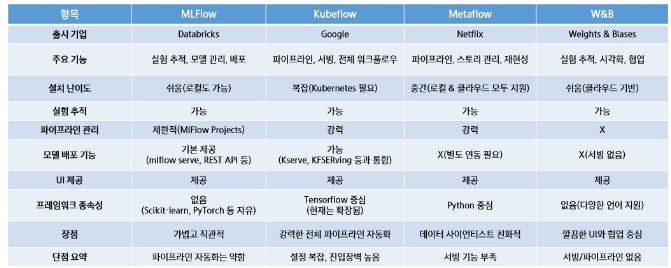 항목 MLFlow Kubeflow Metaflow W&B
출시 기업 Databricks Google Netflix Weights & Biases
주요 기능 실험 추적, 모델 관리, 배포 파이프라인, 서빙, 전체 워크플로우 파이프라인, 스토리 관리, 재현성 실험 추적, 시각화, 협업
설치 난이도 쉬움(로컬도 가능) 복잡(Kubernetes 필요) 중간(로컬 & 클라우드 모두 지원) 쉬움(클라우드 기반)
실험 추적 가능 가능 가능 가능
파이프라인 관리 제한적(MlFlow Projects) 강력 강력 X
모델 배포 기능 기본 제공 가능 X(별도 연동 필요) X(서빙 없음)
(mlflow serve, REST API 등) (Kserve, KFSERving 등과 통합)
UI 제공 제공 제공 제공 제공
프레임워크 종속성 없음 Tensorflow 중심 Python 중심 없음(다양한 언어 지원)
(Scikit-learn, PyTorch 등 자유) (현재는 확장됨)
장점 가볍고 직관적 강력한 전체 파이프라인 자동화 데이터 사이언티스트 친화적 깔끔한 UI와 협업 중심
단점 요약 파이프라인 자동화는 약함 설정 복잡, 진입장벽 높음 서빙 기능 부족 서빙/파이프라인 없음